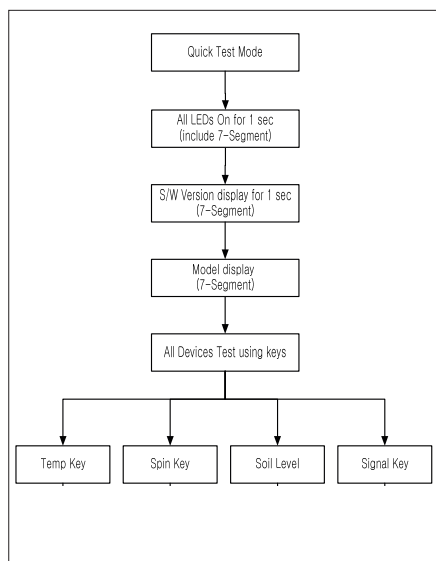 Quick Test Mode
All LEDs On for 1 sec
(include 7-Segment)
S/W Version display for 1 sec
(7-Segment)
Model display
(7-Segment)
All Devices Test using keys
Temp Key
Spin Key
Soil Level
Signal Key